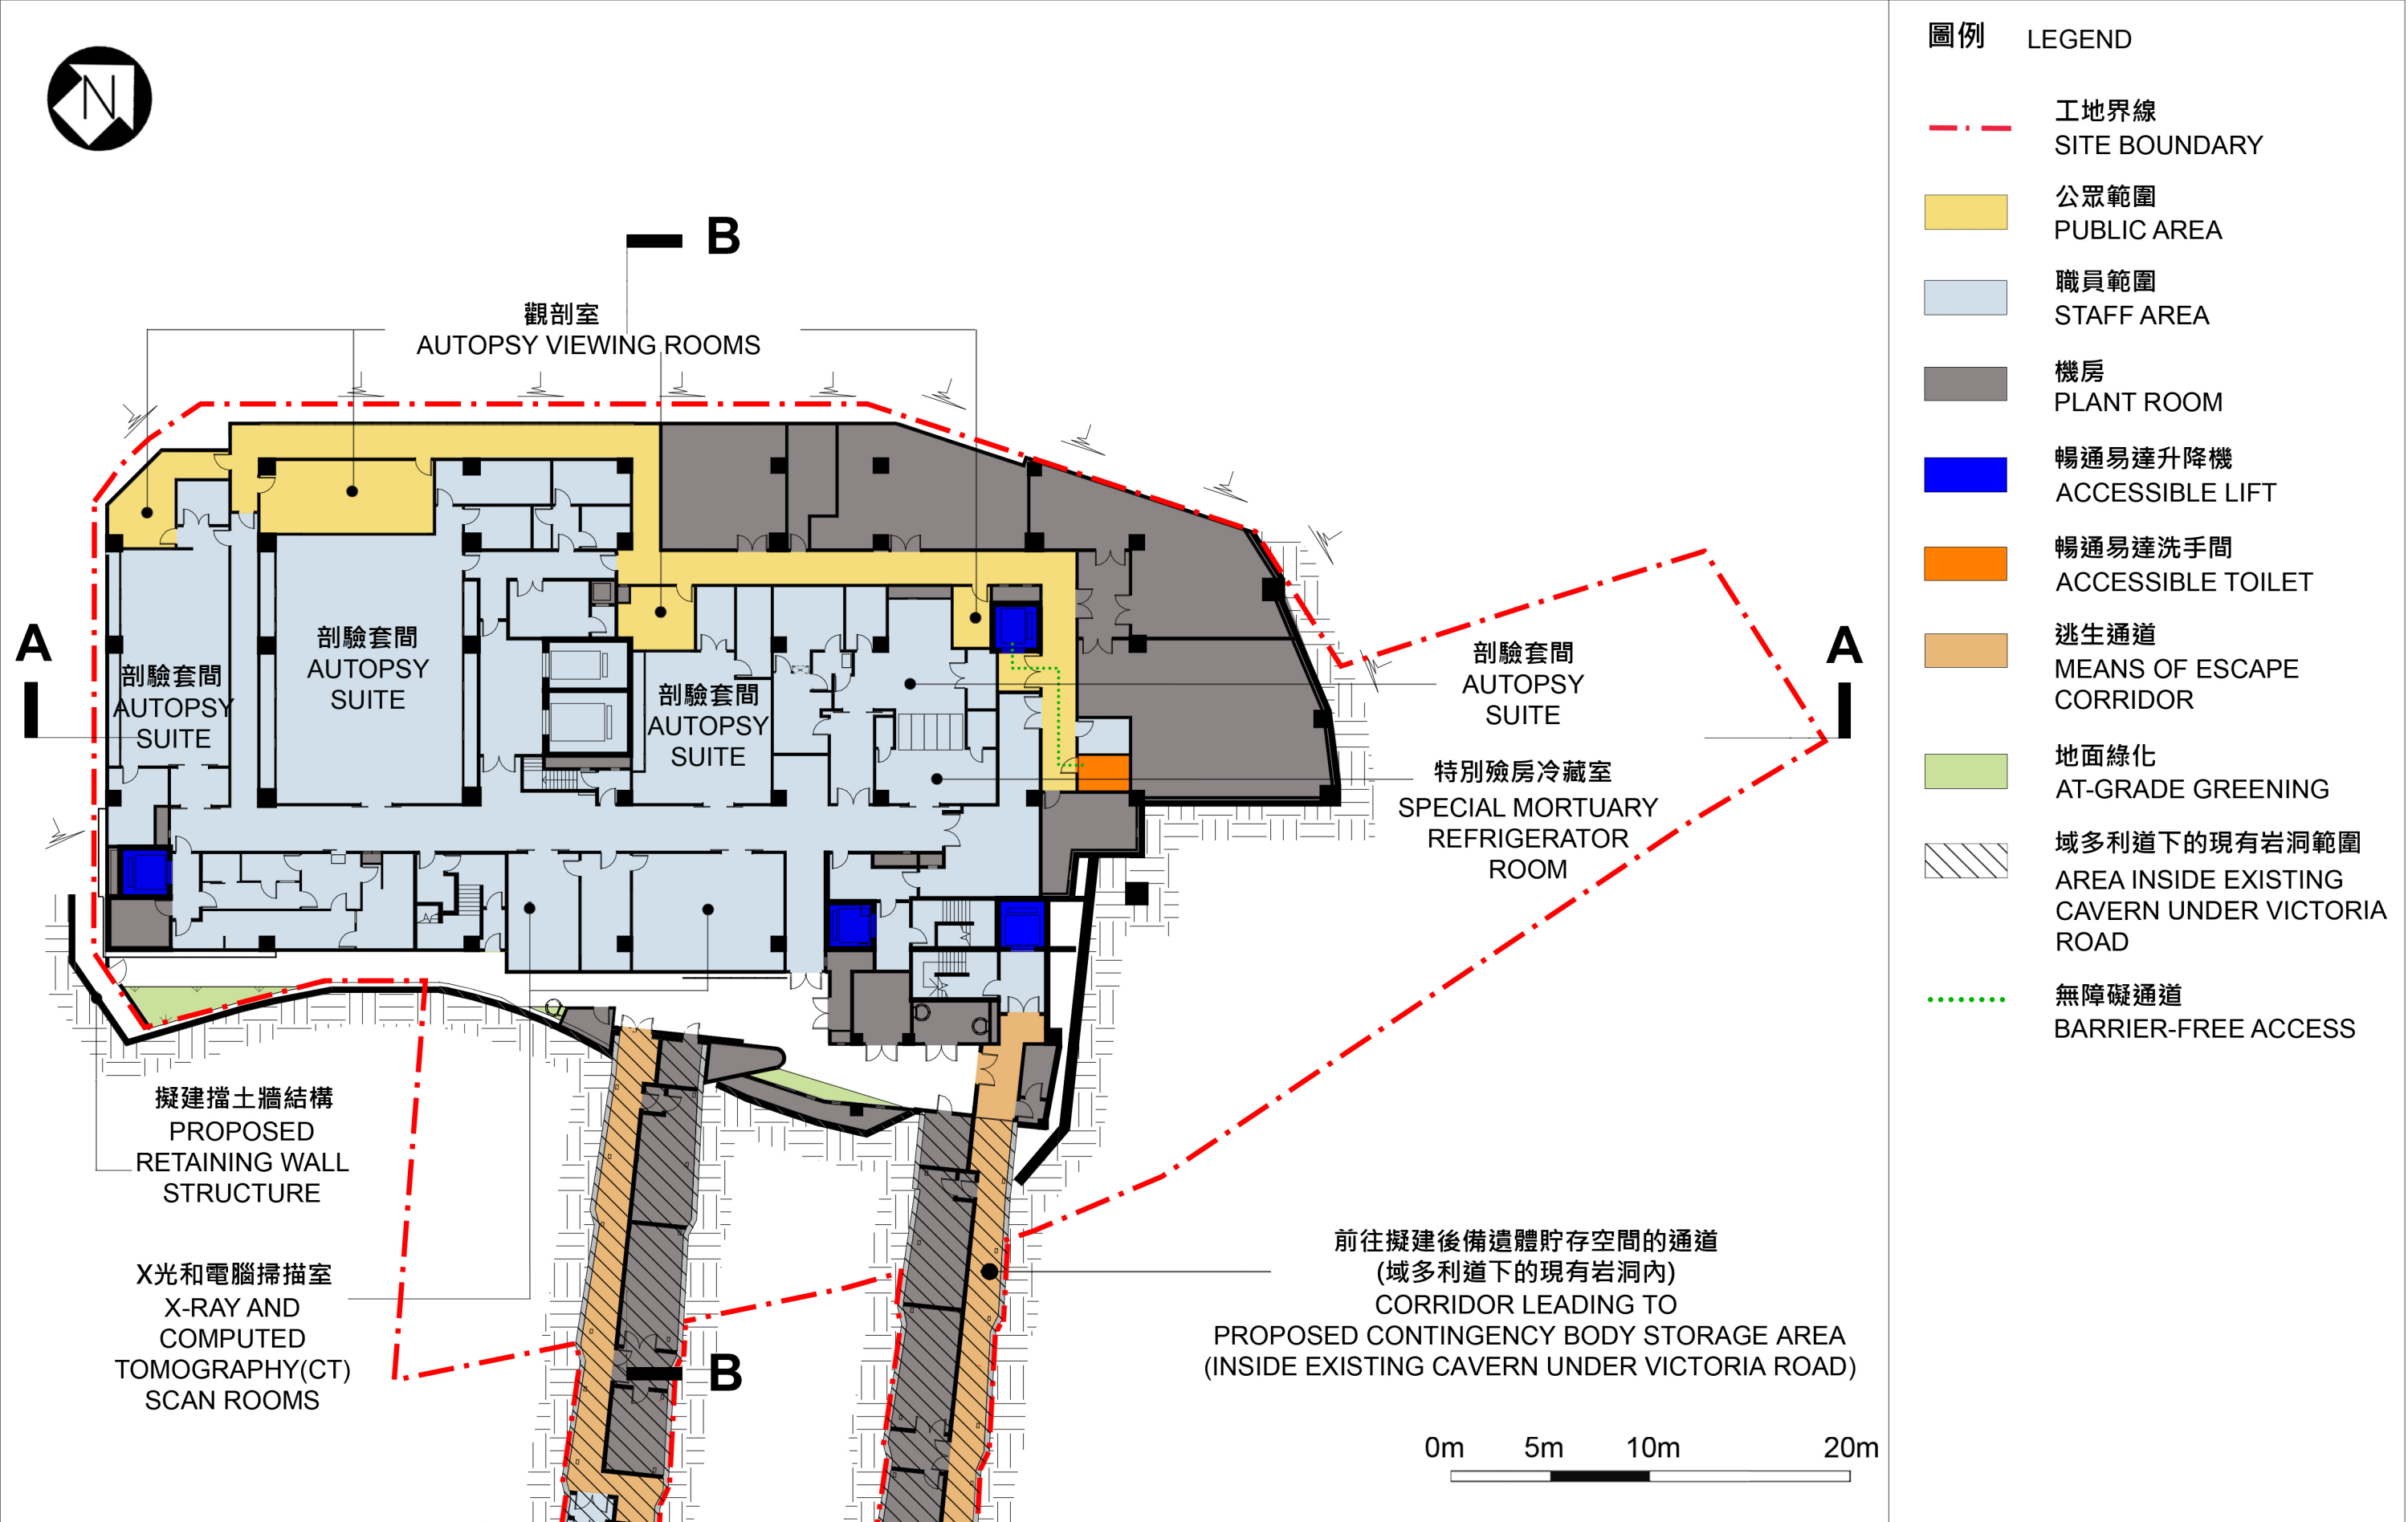 N
B
觀剖室
AUTOPSY VIEWING ROOMS
A
剖驗套間
AUTOPSY
SUITE
剖驗套間
AUTOPSY
SUITE
剖驗套間
AUTOPSY
SUITE
剖驗套間
AUTOPSY
SUITE
A
特別殮房冷藏室
SPECIAL MORTUARY
REFRIGERATOR
ROOM
擬建擋土牆結構
PROPOSED
RETAINING WALL
STRUCTURE
X光和電腦掃描室
X-RAY AND
COMPUTED
TOMOGRAPHY(CT)
SCAN ROOMS
B
前往擬建後備遺體貯存空間的通道
(域多利道下的現有岩洞內)
CORRIDOR LEADING TO
PROPOSED CONTINGENCY BODY STORAGE AREA
(INSIDE EXISTING CAVERN UNDER VICTORIA ROAD)
0m 5m 10m 20m
圖例 LEGEND
工地界線
SITE BOUNDARY
公眾範圍
PUBLIC AREA
職員範圍
STAFF AREA
機房
PLANT ROOM
暢通易達升降機
ACCESSIBLE LIFT
暢通易達洗手間
ACCESSIBLE TOILET
逃生通道
MEANS OF ESCAPE
CORRIDOR
地面綠化
AT-GRADE GREENING
域多利道下的現有岩洞範圍
AREA INSIDE EXISTING
CAVERN UNDER VICTORIA
ROAD
無障礙通道
BARRIER-FREE ACCESS